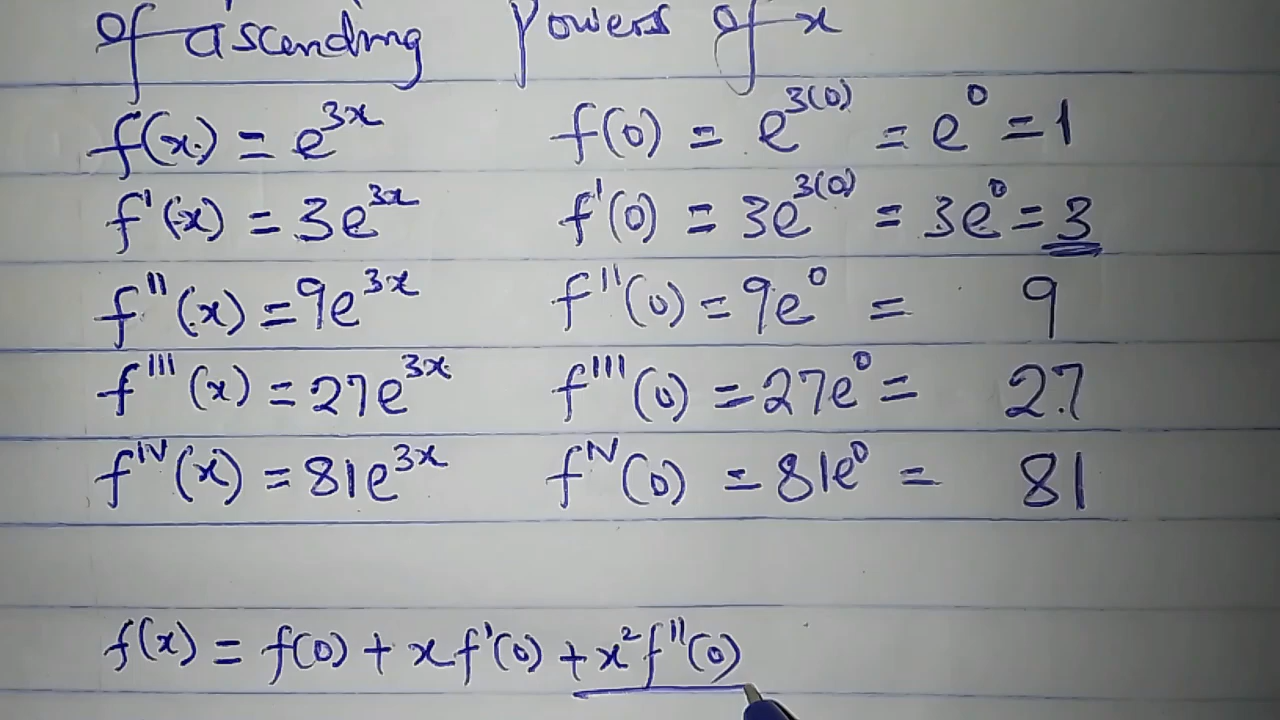 of ascending powers of x
f(x) = e^{3x} f(0) = e^{3(0)} = e^0 = 1
f'(x) = 3e^{3x} f'(0) = 3e^{3(0)} = 3e^0 = 3
f''(x) = 9e^{3x} f''(0) = 9e^0 = 9
f'''(x) = 27e^{3x} f'''(0) = 27e^0 = 27
f^{IV}(x) = 81e^{3x} f^{IV}(0) = 81e^0 = 81
f(x) = f(0) + x f'(0) + x^2 f''(0)